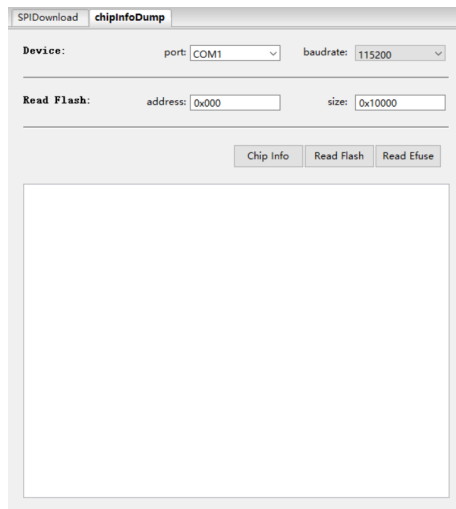 SPIDownload chipInfoDump
Device: port: COM1 baudrate: 115200
Read Flash: address: 0x000 size: 0x10000
Chip Info Read Flash Read Efuse